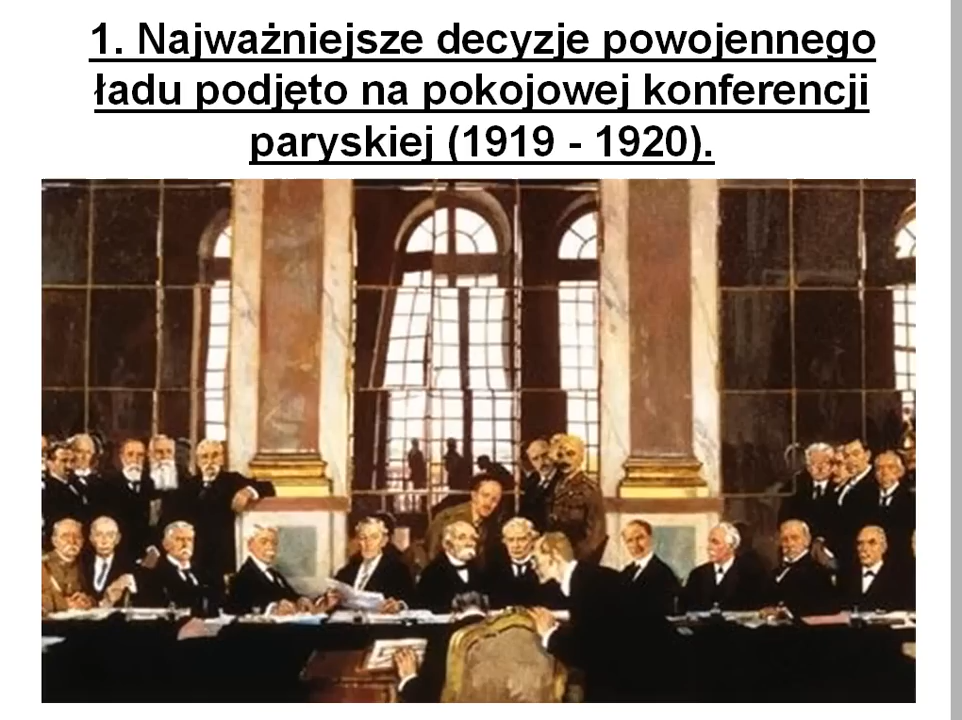 1. Najważniejsze decyzje powojennego
ładu podjęto na pokojowej konferencji
paryskiej (1919 - 1920).